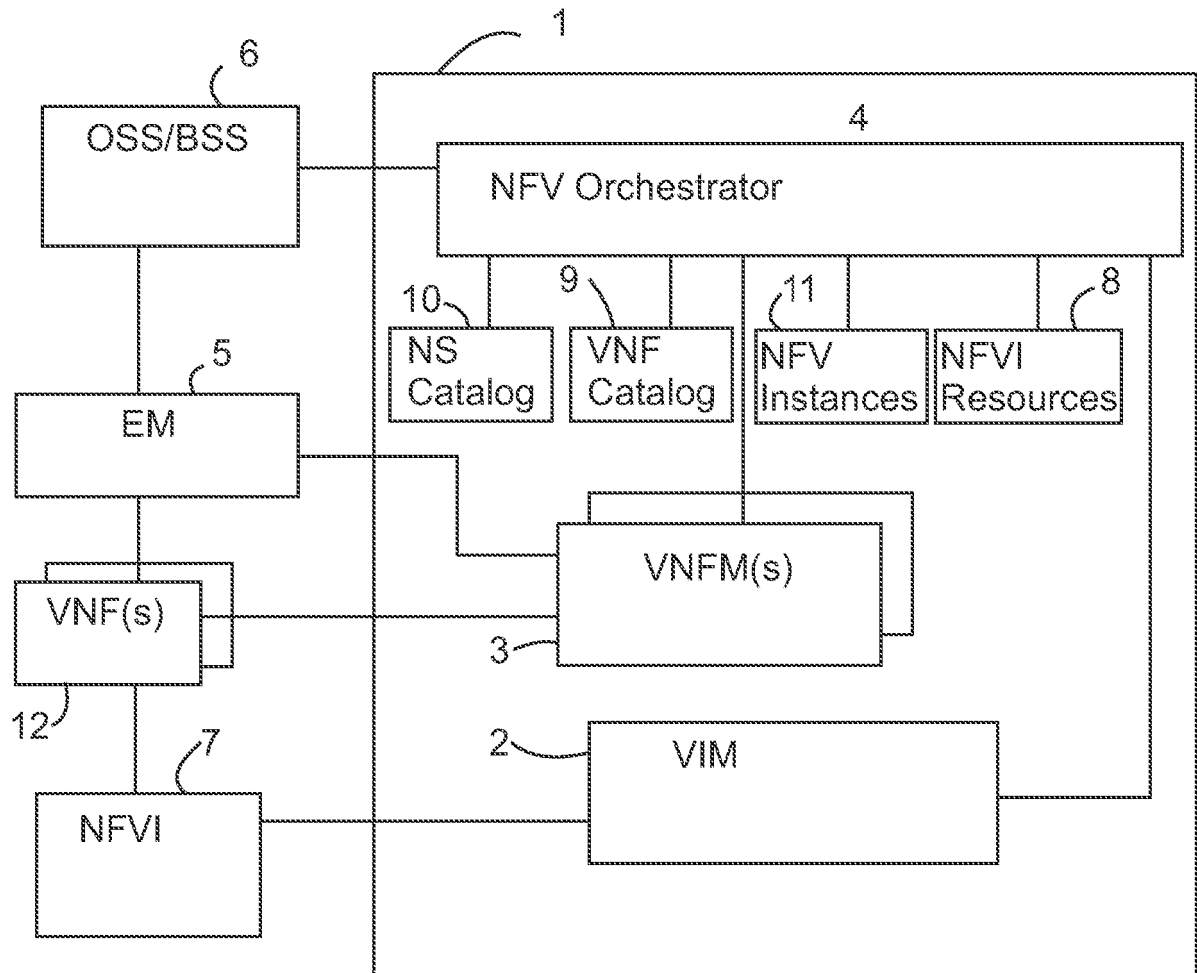 1
6
OSS/BSS
4
NFV Orchestrator
10
9
11
8
NS
Catalog
VNF
Catalog
NFV
Instances
NFVI
Resources
5
EM
VNFM(s)
3
VNF(s)
12
2
VIM
7
NFVI